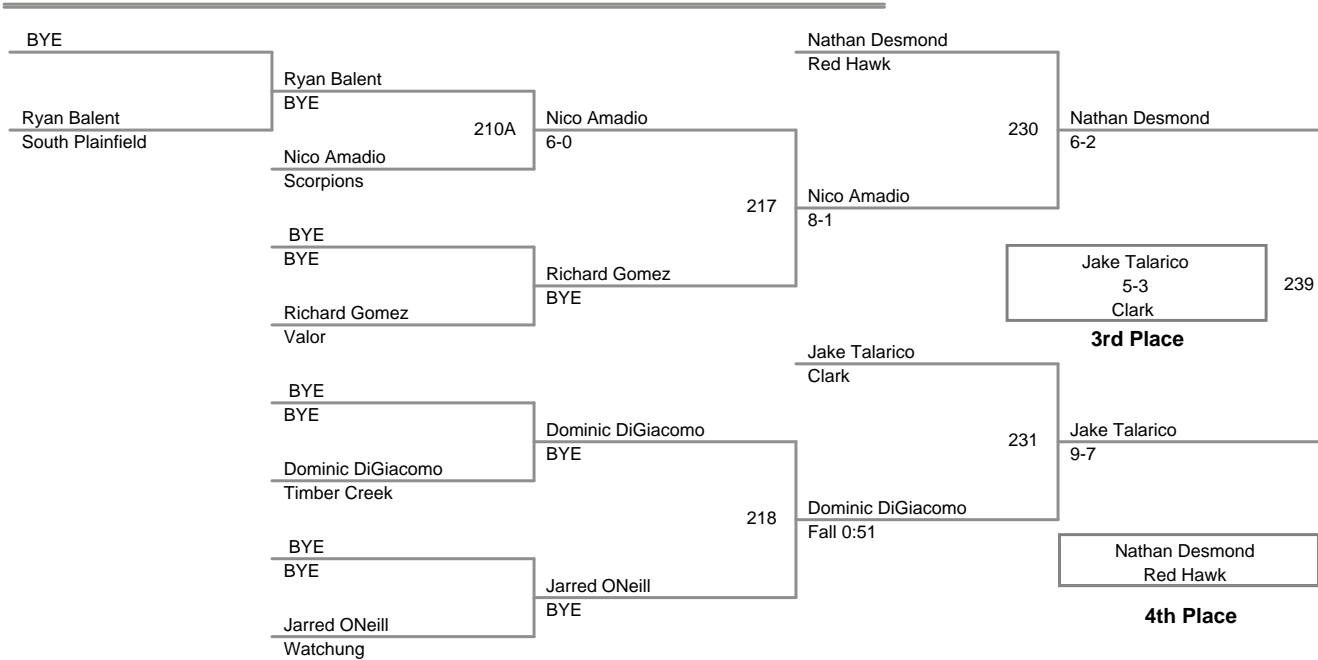 BYE
Ryan Balent
South Plainfield
Ryan Balent
BYE
210A
Nico Amadio
Scorpions
Nico Amadio
6-0
BYE
BYE
Richard Gomez
Valor
Richard Gomez
BYE
217
Nico Amadio
8-1
Nathan Desmond
Red Hawk
230
Nathan Desmond
6-2
Jake Talarico
5-3
Clark
239
3rd Place
BYE
BYE
Dominic DiGiacomo
Timber Creek
Dominic DiGiacomo
BYE
BYE
BYE
Jarred ONeill
Watchung
Jarred ONeill
BYE
218
Dominic DiGiacomo
Fall 0:51
Jake Talarico
Clark
231
Jake Talarico
9-7
Nathan Desmond
Red Hawk
4th Place